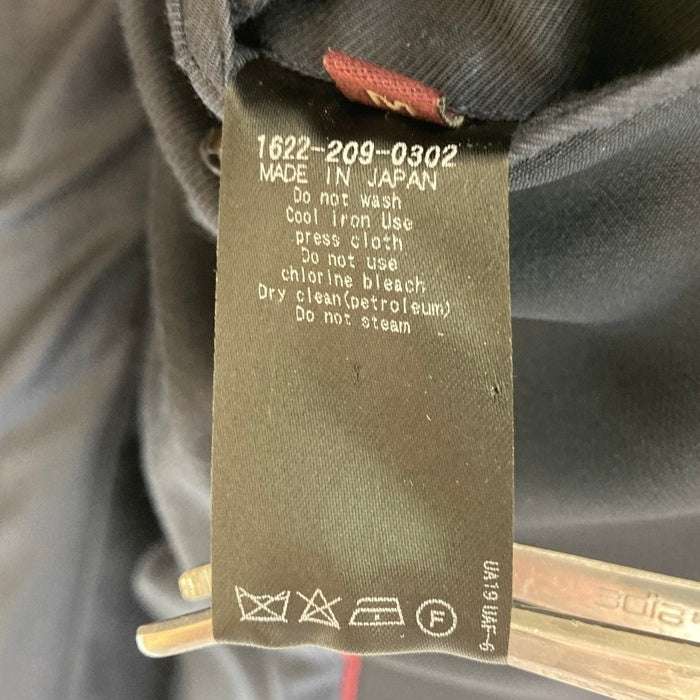 M
1622-209-0302
MADE IN JAPAN
Do not wash
Cool iron Use
press cloth
Do not use
chlorine bleach
Dry clean(petroleum)
Do not steam
F
UA19 UAF-6